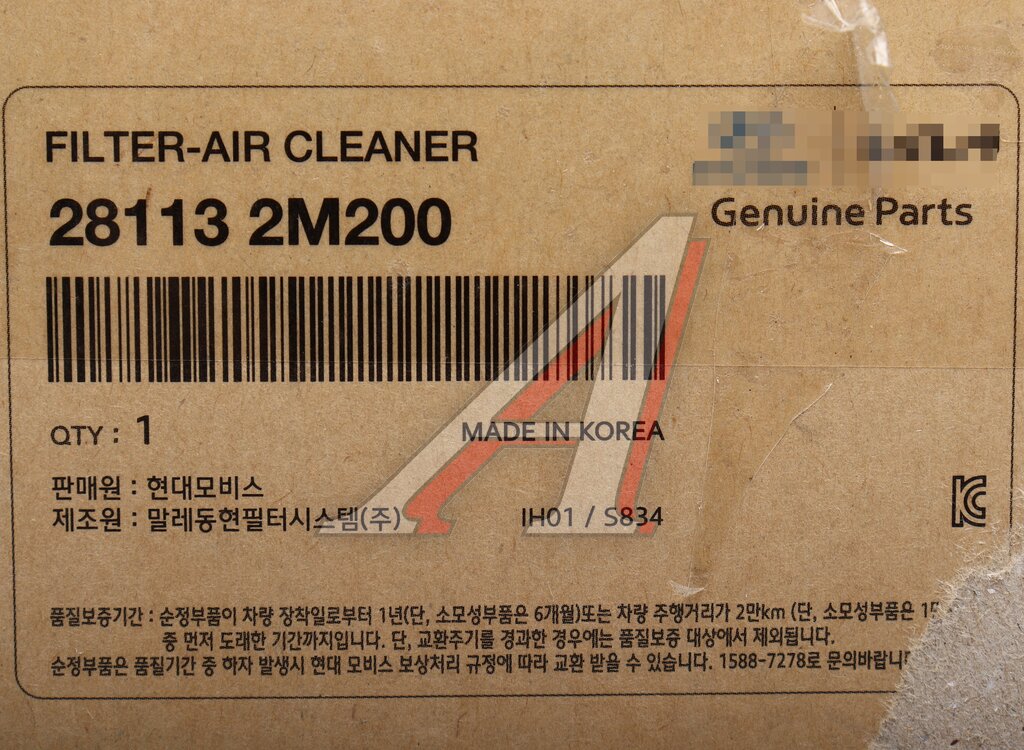 FILTER-AIR CLEANER
28113 2M200
Genuine Parts
QTY : 1
MADE IN KOREA
판매원 : 현대모비스
제조원 : 말레동현필터시스템(주)
IH01 / S834
품질보증기간 : 순정부품이 차량 장착일로부터 1년(단, 소모성부품은 6개월)또는 차량 주행거리가 2만km (단, 소모성부품은
중 먼저 도래한 기간까지입니다. 단, 교환주기를 경과한 경우에는 품질보증 대상에서 제외됩니다.
순정부품은 품질기간 중 하자 발생시 현대 모비스 보상처리 규정에 따라 교환 받을 수 있습니다. 1588-7278로 문의바랍니